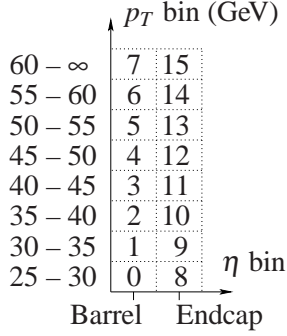 p_T bin (GeV)
60 – ∞ 7 15
55 – 60 6 14
50 – 55 5 13
45 – 50 4 12
40 – 45 3 11
35 – 40 2 10
30 – 35 1 9
25 – 30 0 8
η bin
Barrel Endcap